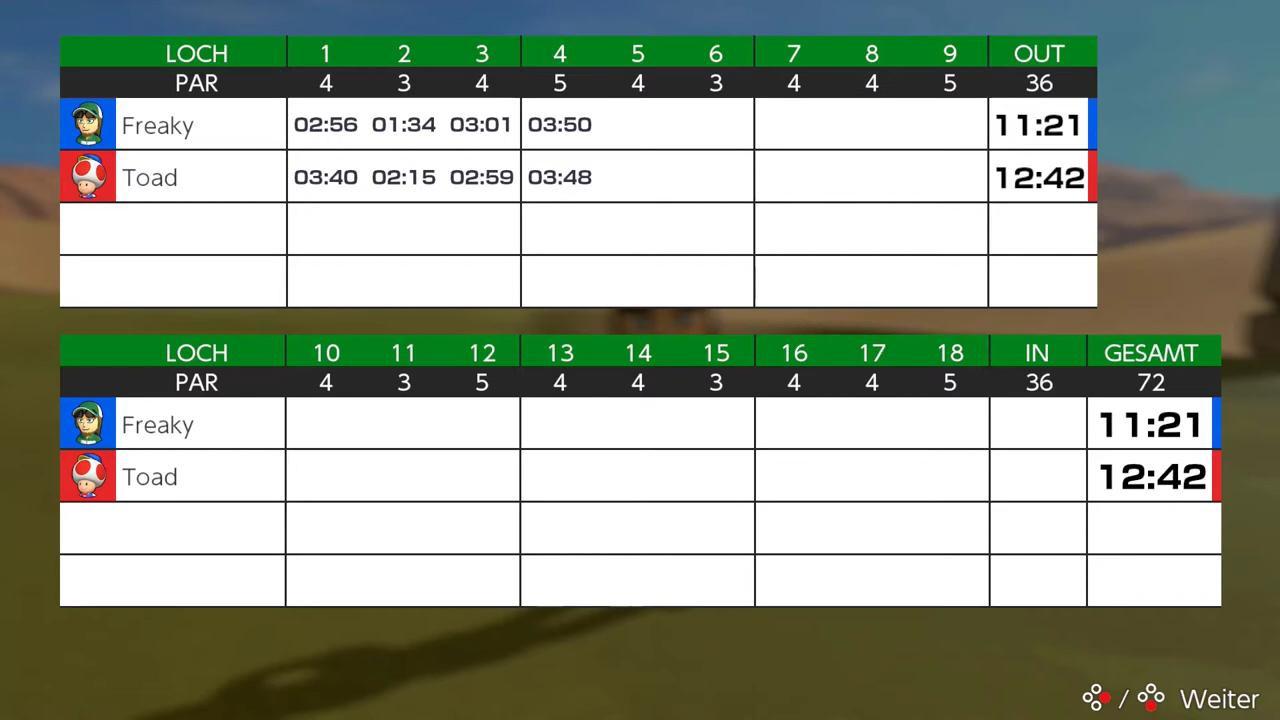 LOCH 1 2 3 4 5 6 7 8 9 OUT
PAR 4 3 4 5 4 3 4 4 5 36
Freaky 02:56 01:34 03:01 03:50 11:21
Toad 03:40 02:15 02:59 03:48 12:42
LOCH 10 11 12 13 14 15 16 17 18 IN GESAMT
PAR 4 3 5 4 4 3 4 4 5 36 72
Freaky 11:21
Toad 12:42
/ Weiter